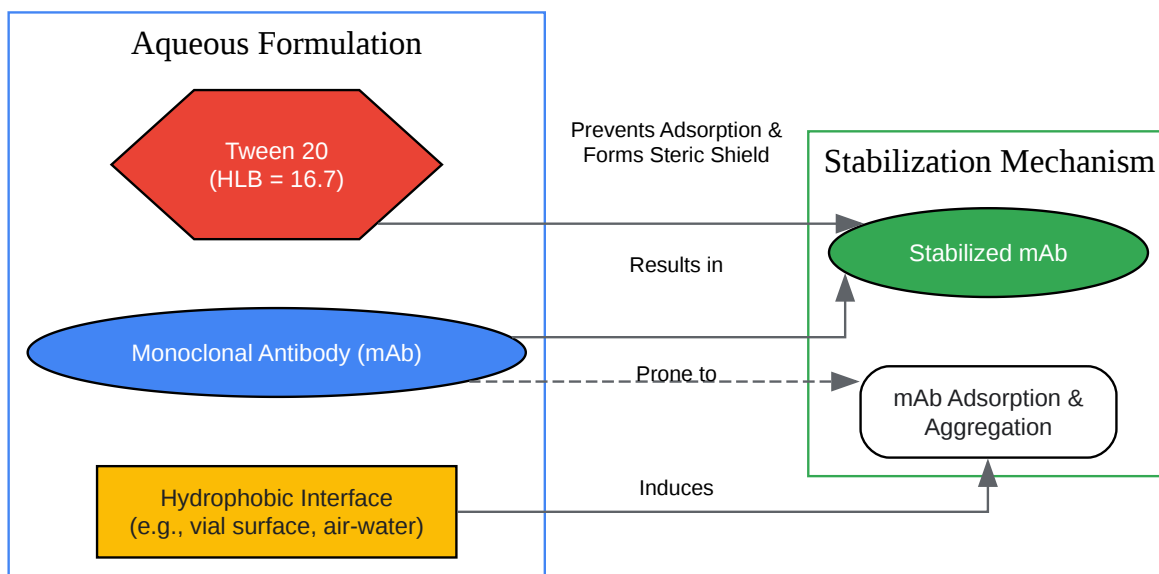 Aqueous Formulation
Tween 20
(HLB = 16.7)
Prevents Adsorption &
Forms Steric Shield
Stabilization Mechanism
Stabilized mAb
Results in
Monoclonal Antibody (mAb)
Prone to
mAb Adsorption &
Aggregation
Hydrophobic Interface
(e.g., vial surface, air-water)
Induces